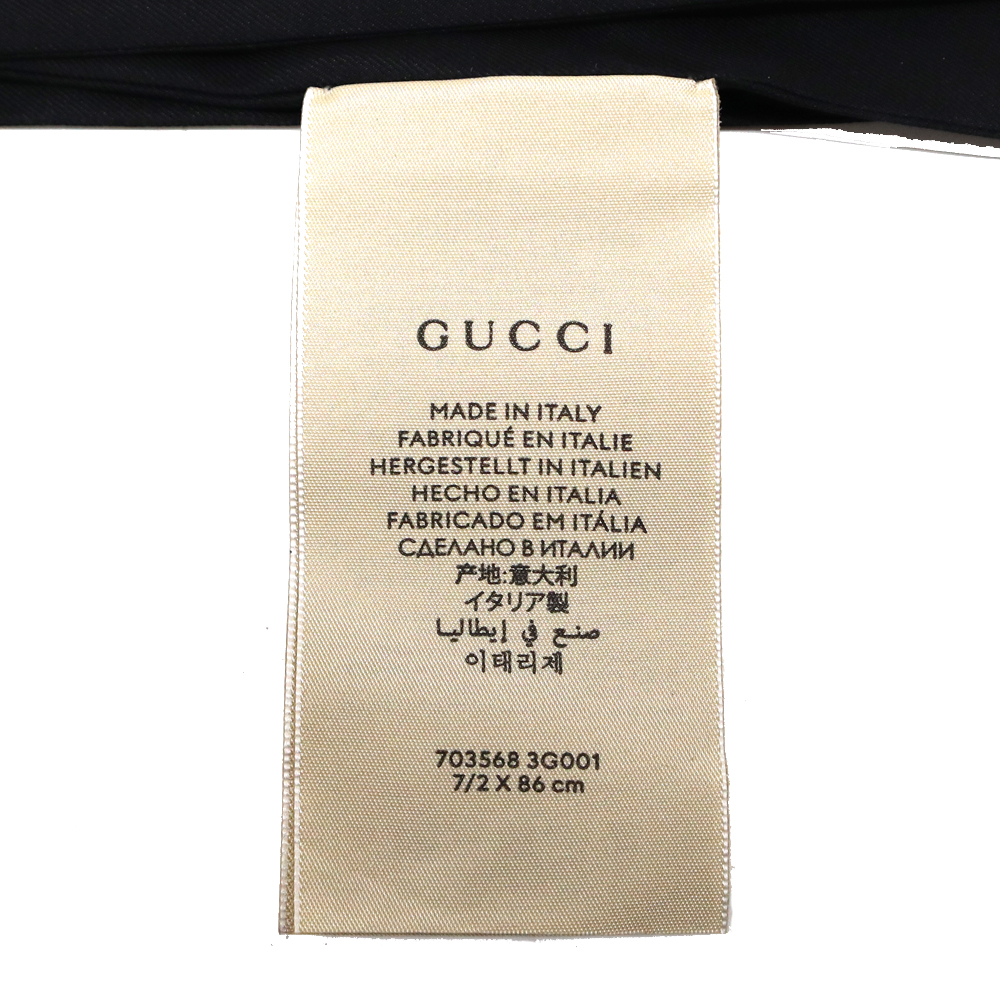 GUCCI
MADE IN ITALY
FABRIQUÉ EN ITALIE
HERGESTELLT IN ITALIEN
HECHO EN ITALIA
FABRICADO EM ITÁLIA
СДЕЛАНО В ИТАЛИИ
产地:意大利
イタリア製
صنع في إيطاليا
이태리제
703568 3G001
7/2 X 86 cm